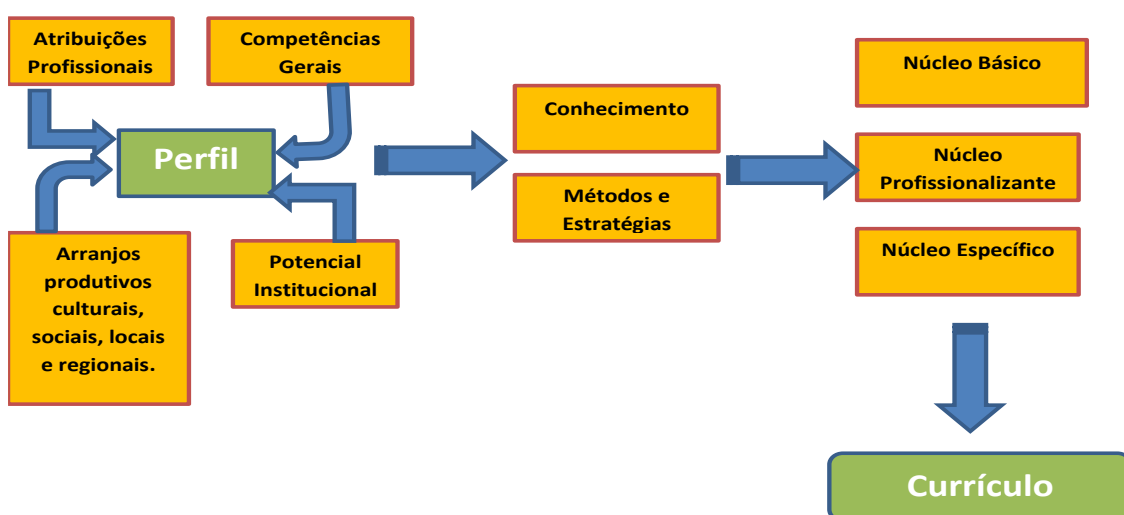 Atribuições
Profissionais
Competências
Gerais
Perfil
Arranjos
produtivos
culturais,
sociais, locais
e regionais.
Potencial
Institucional
Conhecimento
Métodos e
Estratégias
Núcleo Básico
Núcleo
Profissionalizante
Núcleo Específico
Currículo